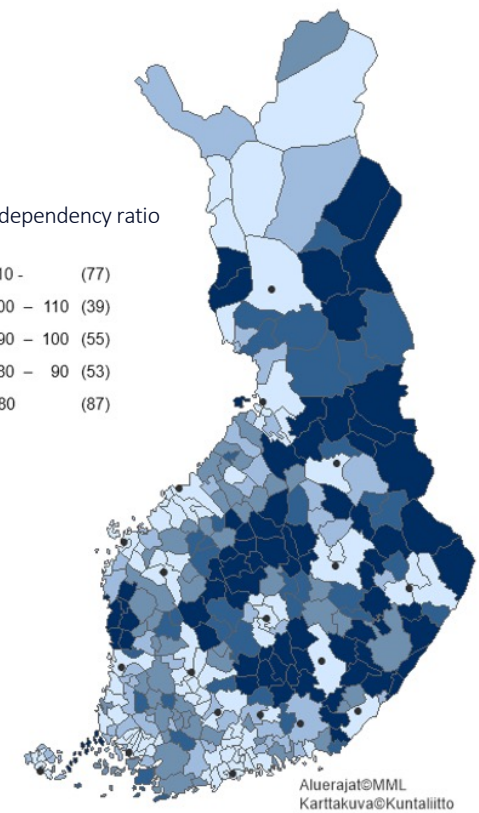 dependency ratio
10 - (77)
00 – 110 (39)
90 – 100 (55)
80 – 90 (53)
80 (87)
Aluerajat©MML
Karttakuva©Kuntaliitto